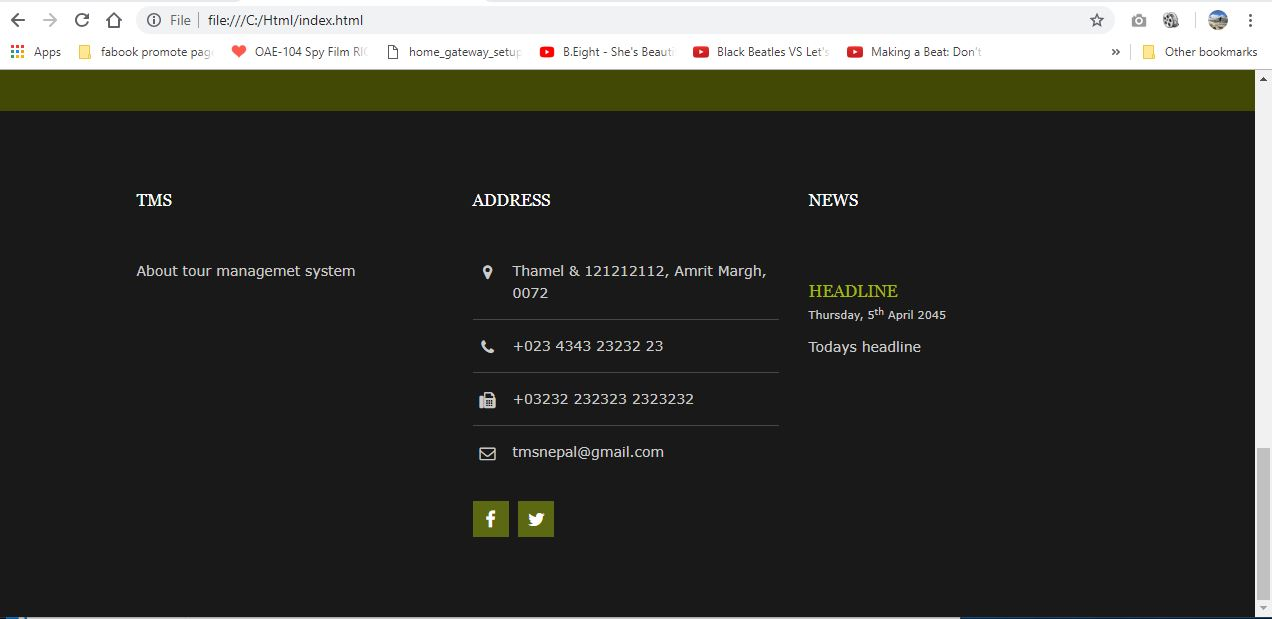 File file:///C:/Html/index.html
Apps fabook promote pag OAE-104 Spy Film RIG home_gateway_setup B.Eight - She's Beauti Black Beatles VS Let's Making a Beat: Don't » Other bookmarks
TMS
About tour managemet system
ADDRESS
Thamel & 121212112, Amrit Margh,
0072
+023 4343 23232 23
+03232 232323 2323232
tmsnepal@gmail.com
NEWS
HEADLINE
Thursday, 5th April 2045
Todays headline